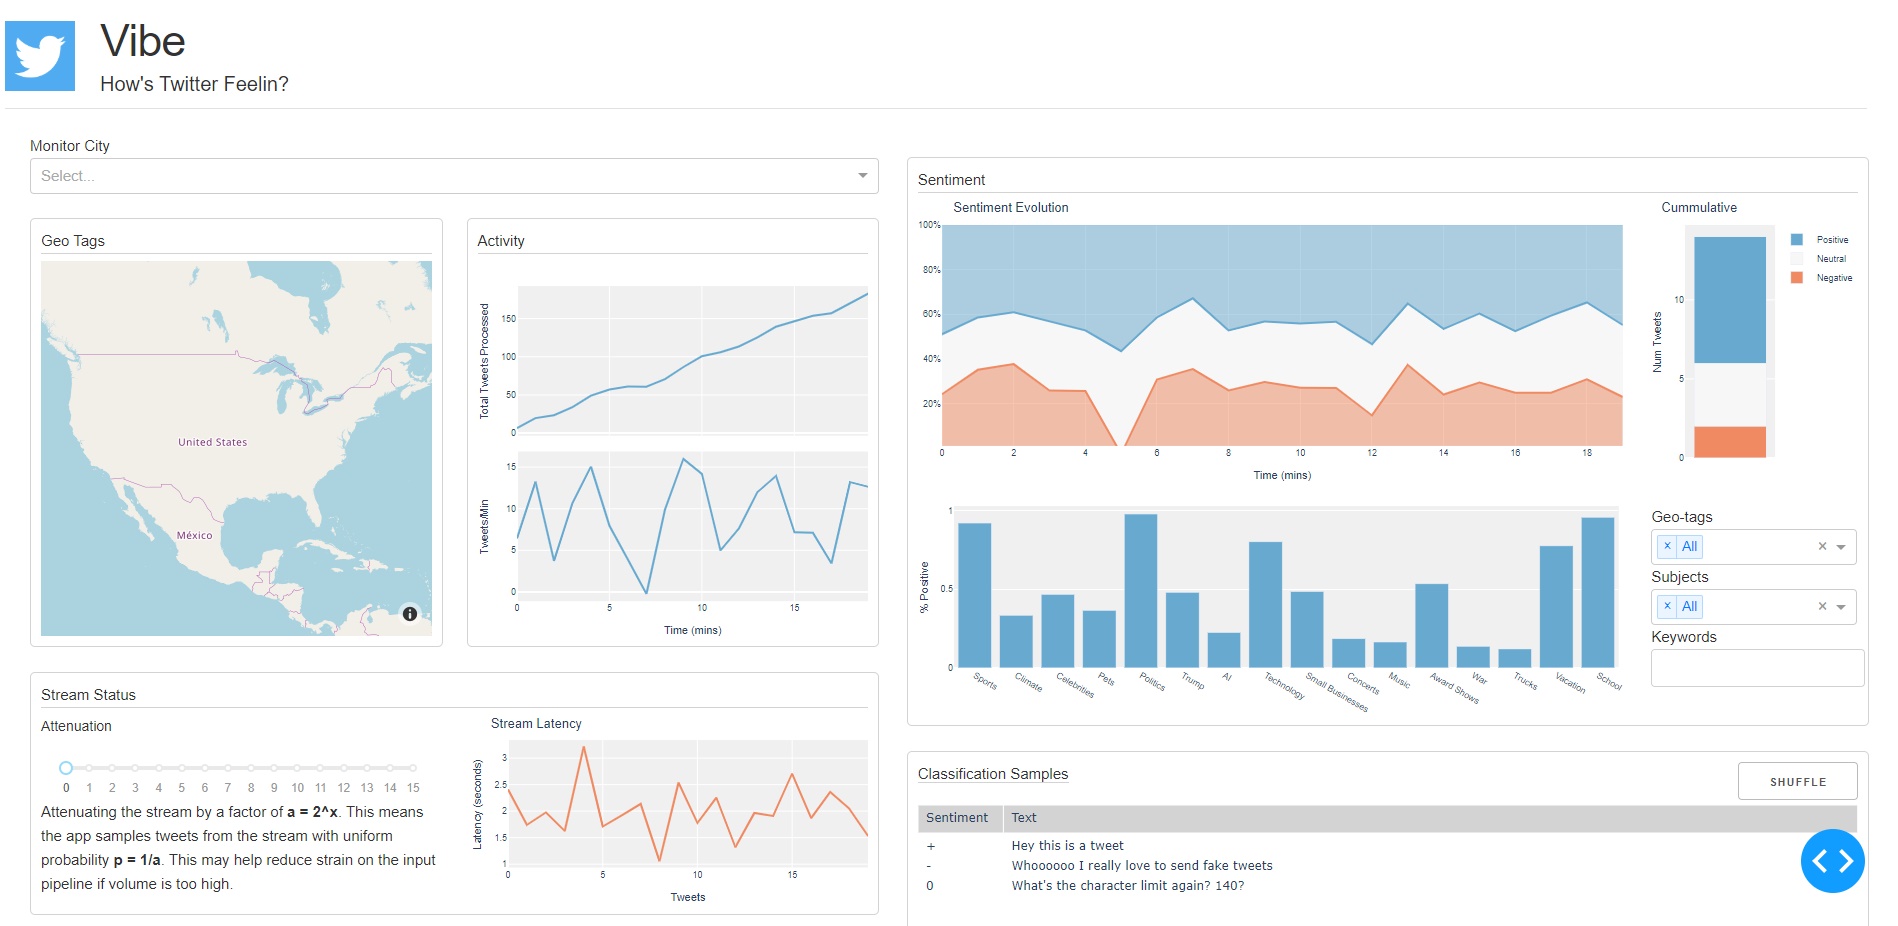 Vibe
How's Twitter Feelin?
Monitor City
Select...
Geo Tags
United States
México
Activity
Total Tweets Processed
150
100
50
0
Tweets/Min
15
10
5
0
0 5 10 15
Time (mins)
Stream Status
Attenuation
0 1 2 3 4 5 6 7 8 9 10 11 12 13 14 15
Attenuating the stream by a factor of a = 2^x. This means
the app samples tweets from the stream with uniform
probability p = 1/a. This may help reduce strain on the input
pipeline if volume is too high.
Stream Latency
Latency (seconds)
3
2.5
2
1.5
1
0 5 10 15
Tweets
Sentiment
Sentiment Evolution
100%
80%
60%
40%
20%
0 2 4 6 8 10 12 14 16 18
Time (mins)
Cummulative
Num Tweets
10
5
0
Positive
Neutral
Negative
% Positive
1
0.5
0
Sports Climate Celebrities Pets Politics Trump AI Technology Small Businesses Concerts Music Award Shows War Trucks Vacation School
Geo-tags
× All ×
Subjects
× All ×
Keywords
Classification Samples
SHUFFLE
Sentiment Text
+ Hey this is a tweet
- Whoooooo I really love to send fake tweets
0 What's the character limit again? 140?